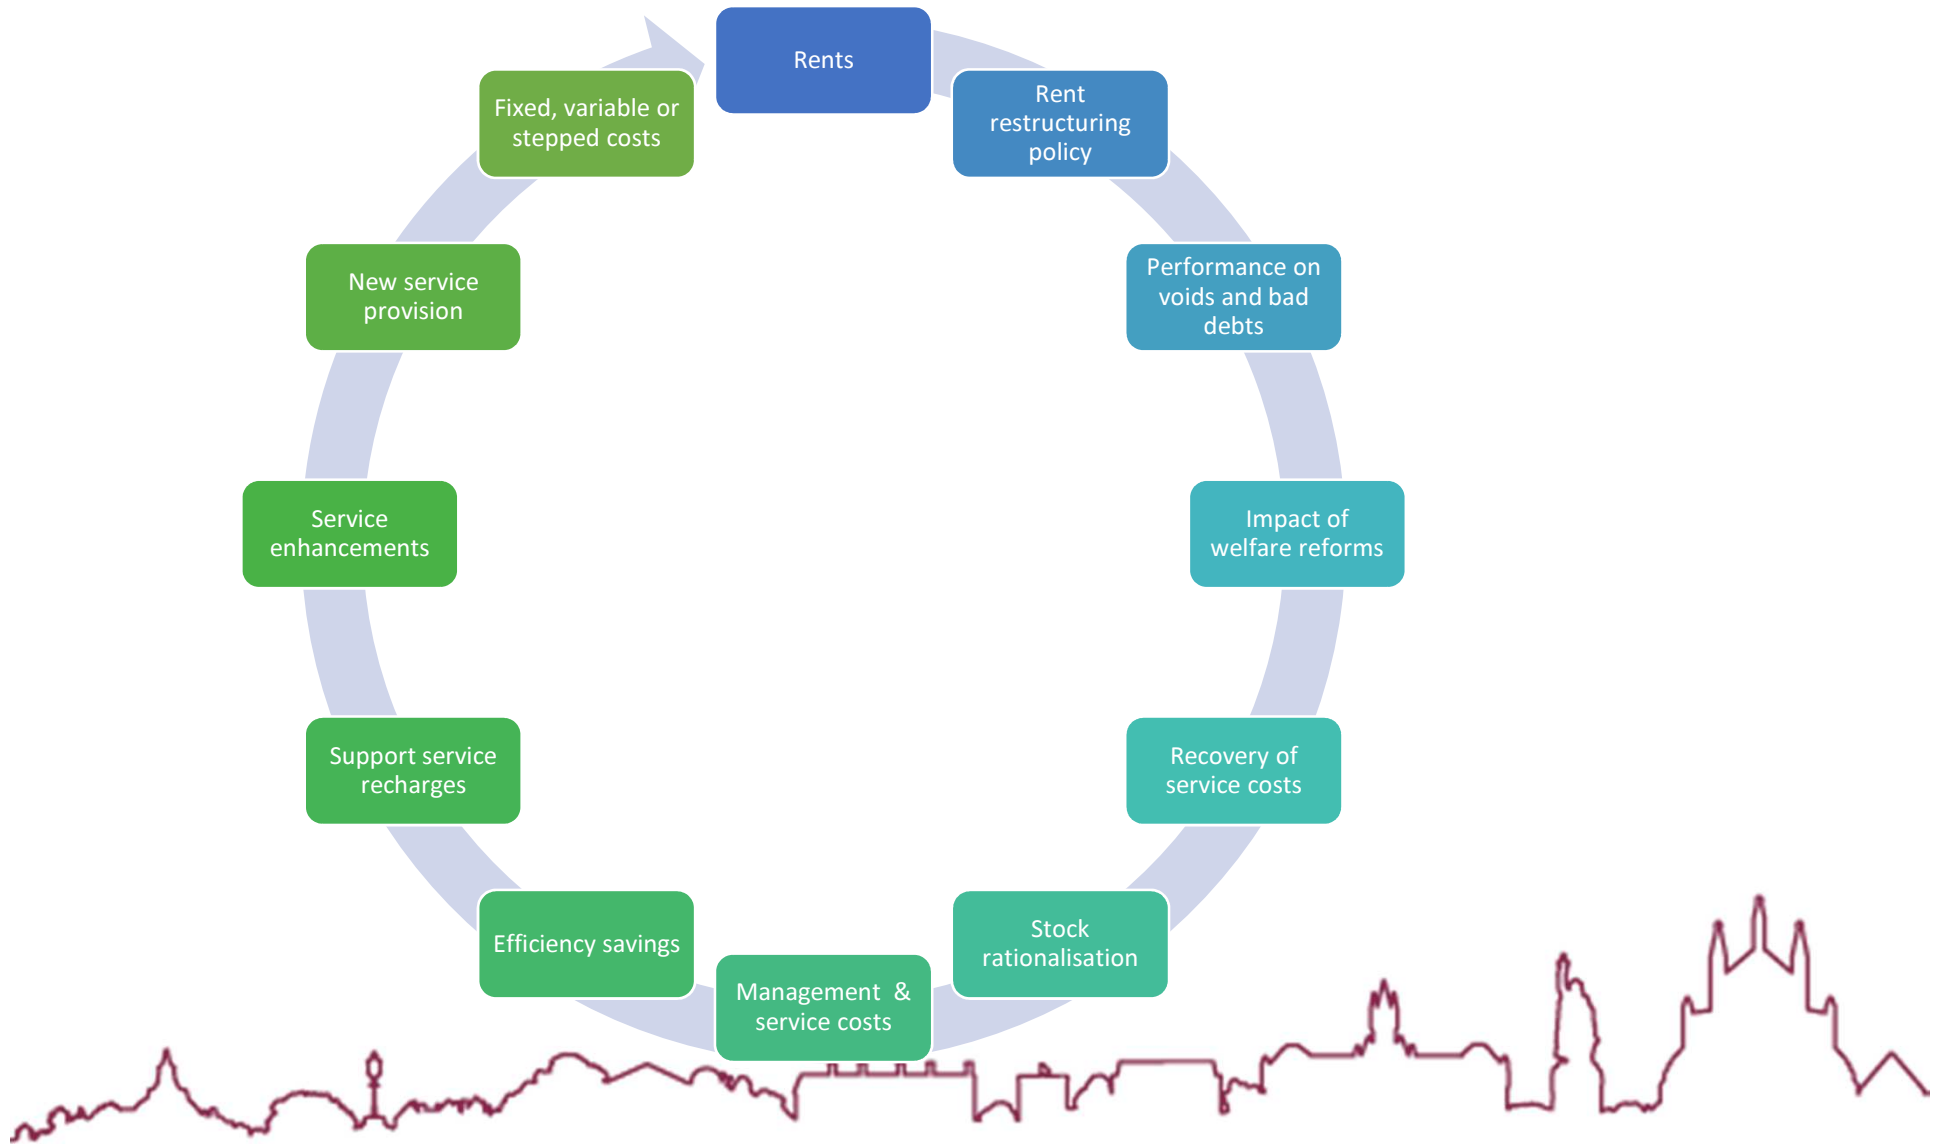 Rents
Rent
restructuring
policy
Performance on
voids and bad
debts
Impact of
welfare reforms
Recovery of
service costs
Stock
rationalisation
Management  &
service costs
Efficiency savings
Support service
recharges
Service
enhancements
New service
provision
Fixed, variable or
stepped costs